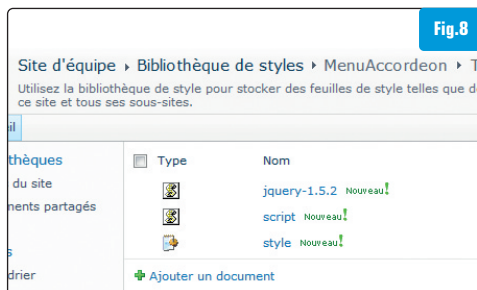 Fig.8
Site d'équipe ▸ Bibliothèque de styles ▸ MenuAccordeon ▸
Utilisez la bibliothèque de style pour stocker des feuilles de style telles que
ce site et tous ses sous-sites.
il
thèques
Type Nom
du site
jquery-1.5.2 Nouveau!
ments partagés
script Nouveau!
style Nouveau!
s
drier
Ajouter un document